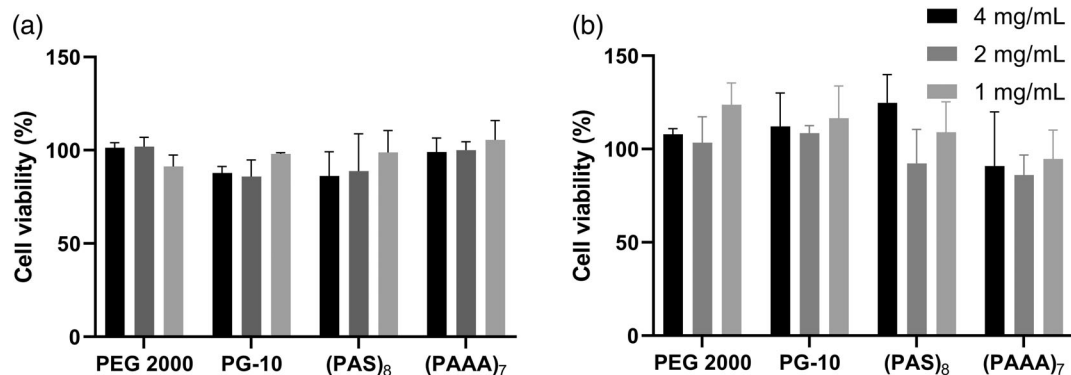 (a)
Cell viability (%)
150
100
50
0
PEG 2000 PG-10 (PAS)₈ (PAAA)₇
(b)
4 mg/mL
2 mg/mL
1 mg/mL
Cell viability (%)
150
100
50
0
PEG 2000 PG-10 (PAS)₈ (PAAA)₇